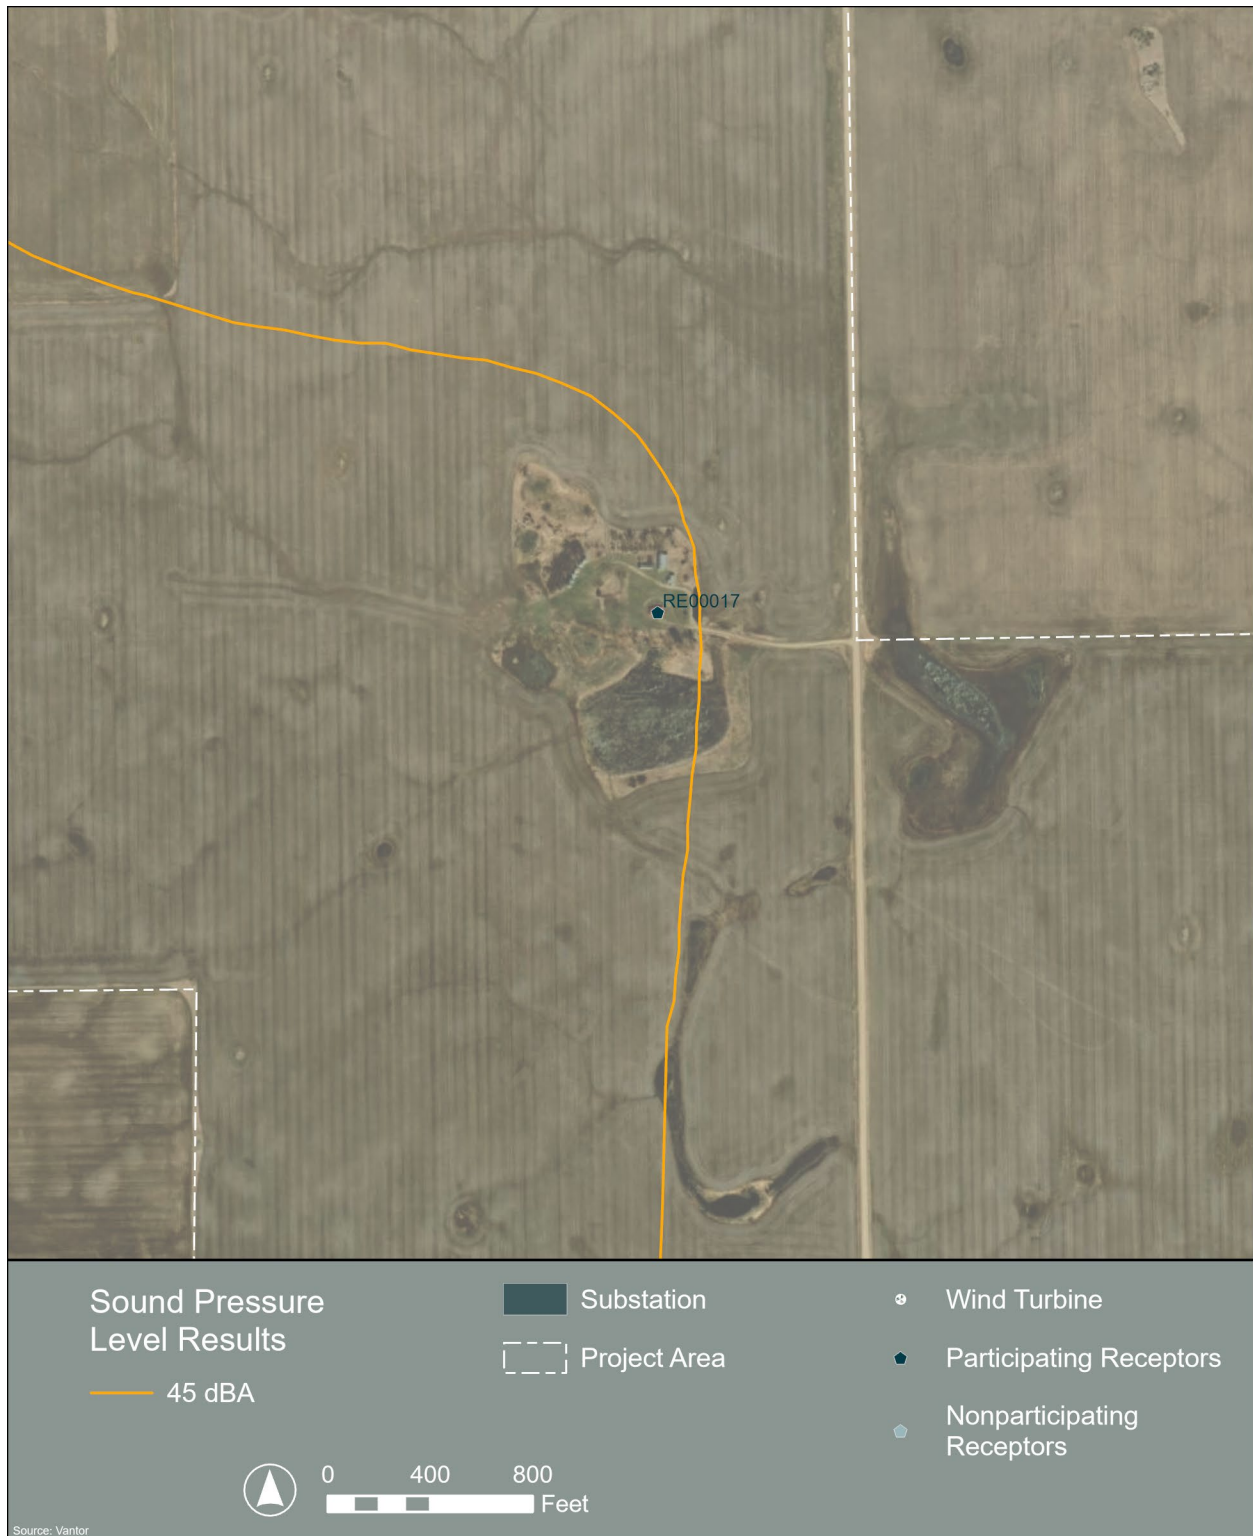 RE00017
Sound Pressure
Level Results
45 dBA
Substation
Project Area
Wind Turbine
Participating Receptors
Nonparticipating
Receptors
0 400 800
Feet
Source: Vantor